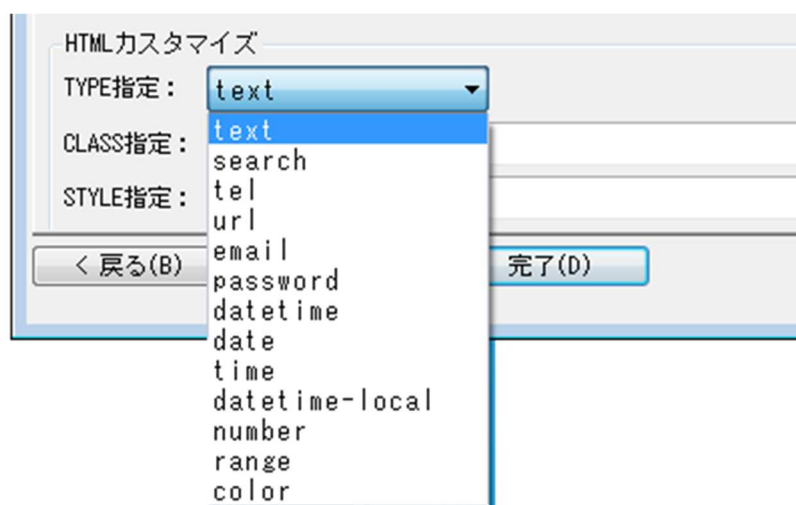 HTMLカスタマイズ
TYPE指定： text
CLASS指定：
STYLE指定：
text
search
tel
url
email
password
datetime
date
time
datetime-local
number
range
color
< 戻る(B)
完了(D)